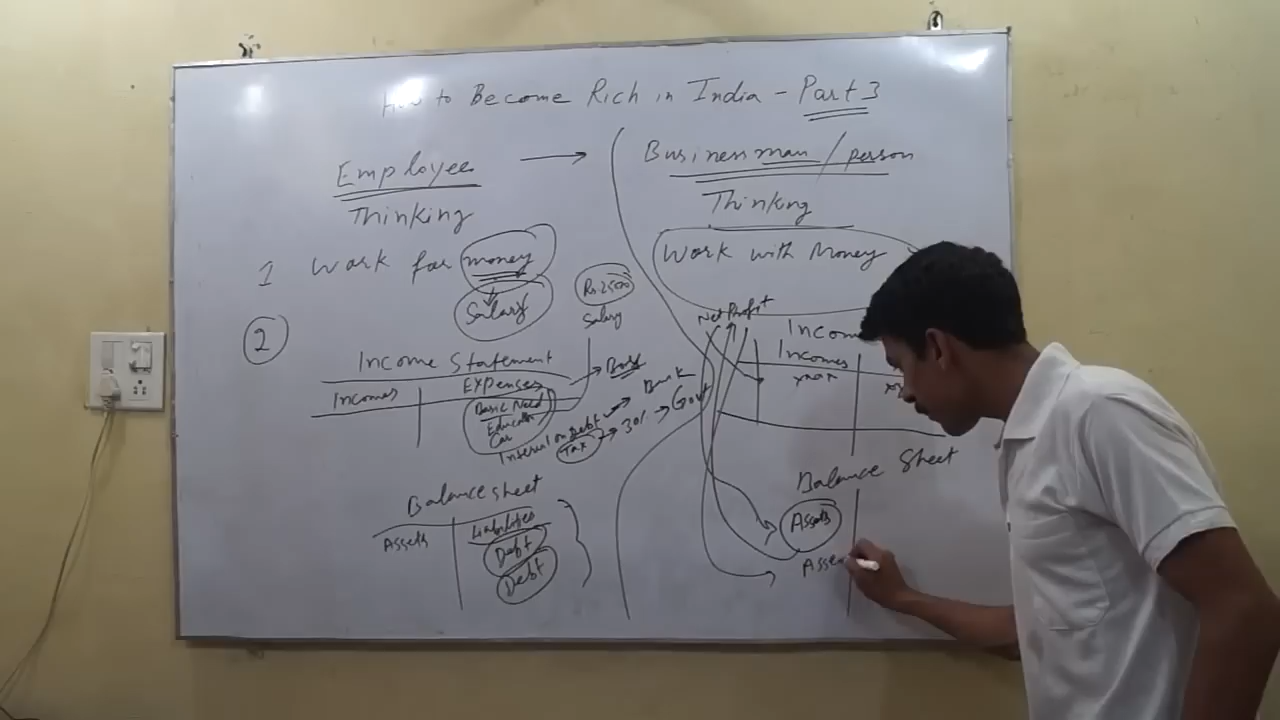 How to Become Rich in India - Part 3
Employee
Thinking
1 Work for money
Salary
2
Rs.25000
Salary
Income Statement
Incomes
Expenses
Basic Need
Education
Car
Interest on Debt
Tax
Bank
30%
Govt
Balance sheet
Assets
Liabilities
Debt
Debt
Businessman / person
Thinking
Work with Money
Net Profit
Income
Incomes
xxxx
Balance Sheet
Assets
Asse